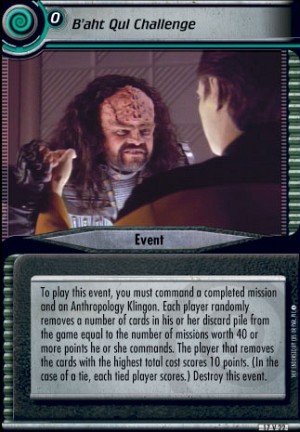 0
B'aht Qul Challenge
Event
To play this event, you must command a completed mission
and an Anthropology Klingon. Each player randomly
removes a number of cards in his or her discard pile from
the game equal to the number of missions worth 40 or
more points he or she commands. The player that removes
the cards with the highest total cost scores 10 points. (In the
case of a tie, each tied player scores.) Destroy this event.
17 V 99